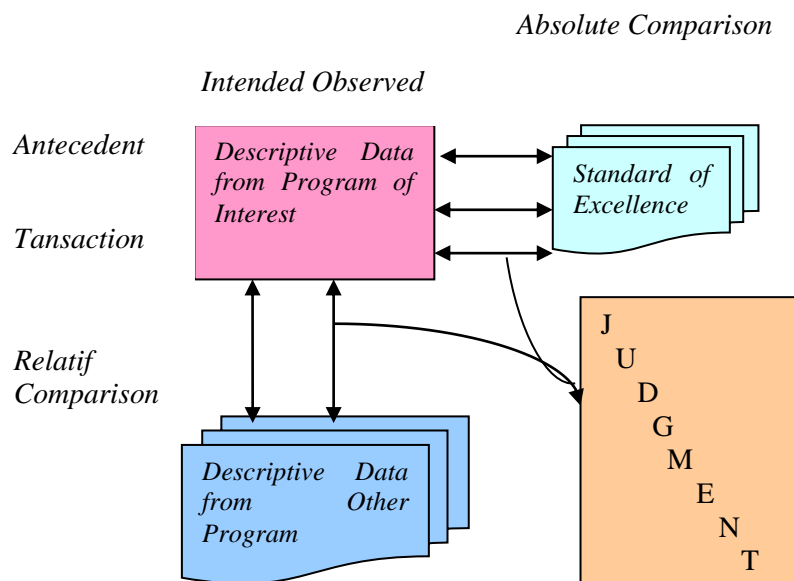 Absolute Comparison
Intended Observed
Antecedent
Descriptive Data
from Program of
Interest
Standard of
Excellence
Tansaction
Relatif
Comparison
Descriptive Data
from Other
Program
J
U
D
G
M
E
N
T